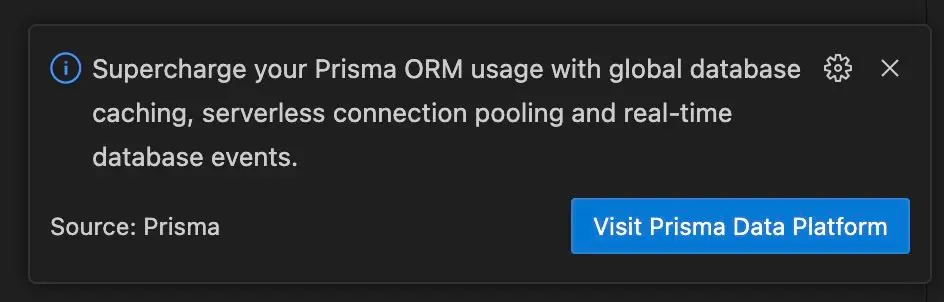 Supercharge your Prisma ORM usage with global database
caching, serverless connection pooling and real-time
database events.
Source: Prisma
Visit Prisma Data Platform